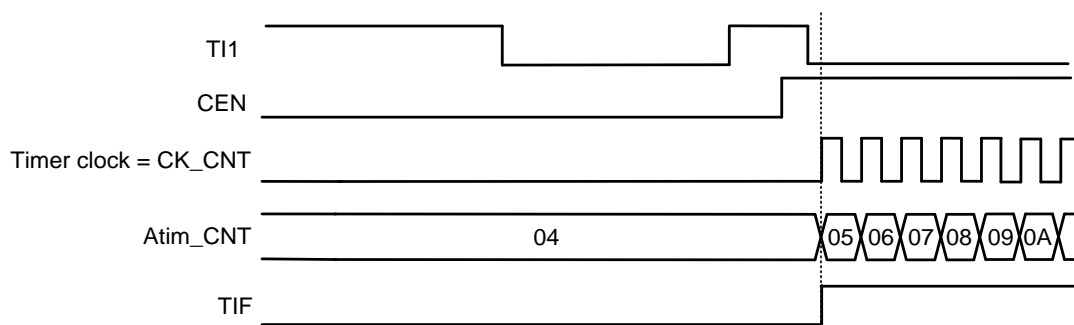 TI1
CEN
Timer clock = CK_CNT
Atim_CNT
04
05
06
07
08
09
0A
TIF